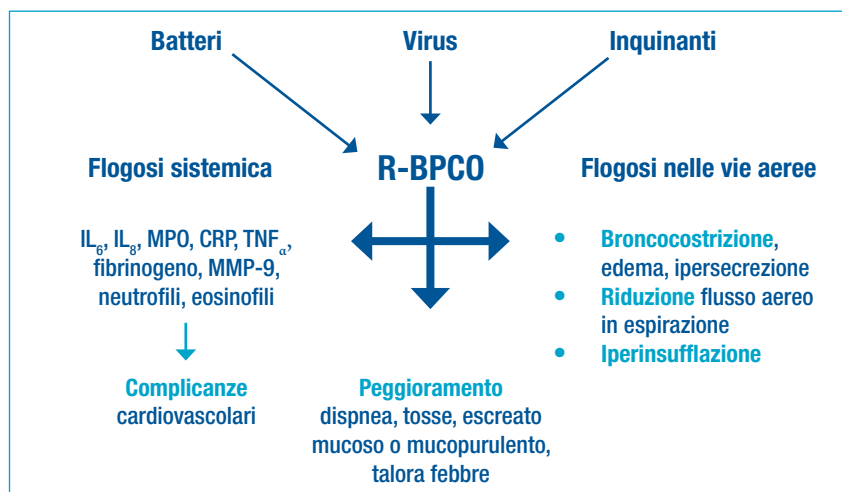 Batteri
Virus
Inquinanti
R-BPCO
Flogosi sistemica
Flogosi nelle vie aeree
IL₆, IL₈, MPO, CRP, TNFα,
fibrinogeno, MMP-9,
neutrofili, eosinofili
Complicanze
cardiovascolari
Peggioramento
dispnea, tosse, escreato
mucoso o mucopurulento,
talora febbre
• Broncocostrizione,
edema, ipersecrezione
• Riduzione flusso aereo
in espirazione
• Iperinsufflazione